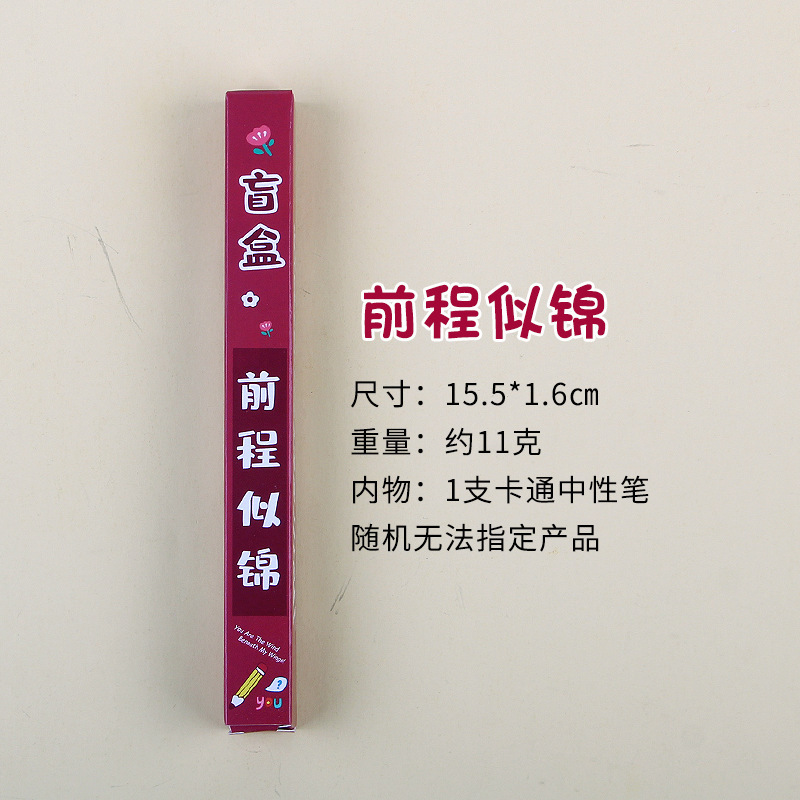 盲盒
前程似锦
You Are The Wind
Beneath My Wings!
?
you
前程似锦
尺寸：15.5*1.6cm
重量：约11克
内物：1支卡通中性笔
随机无法指定产品